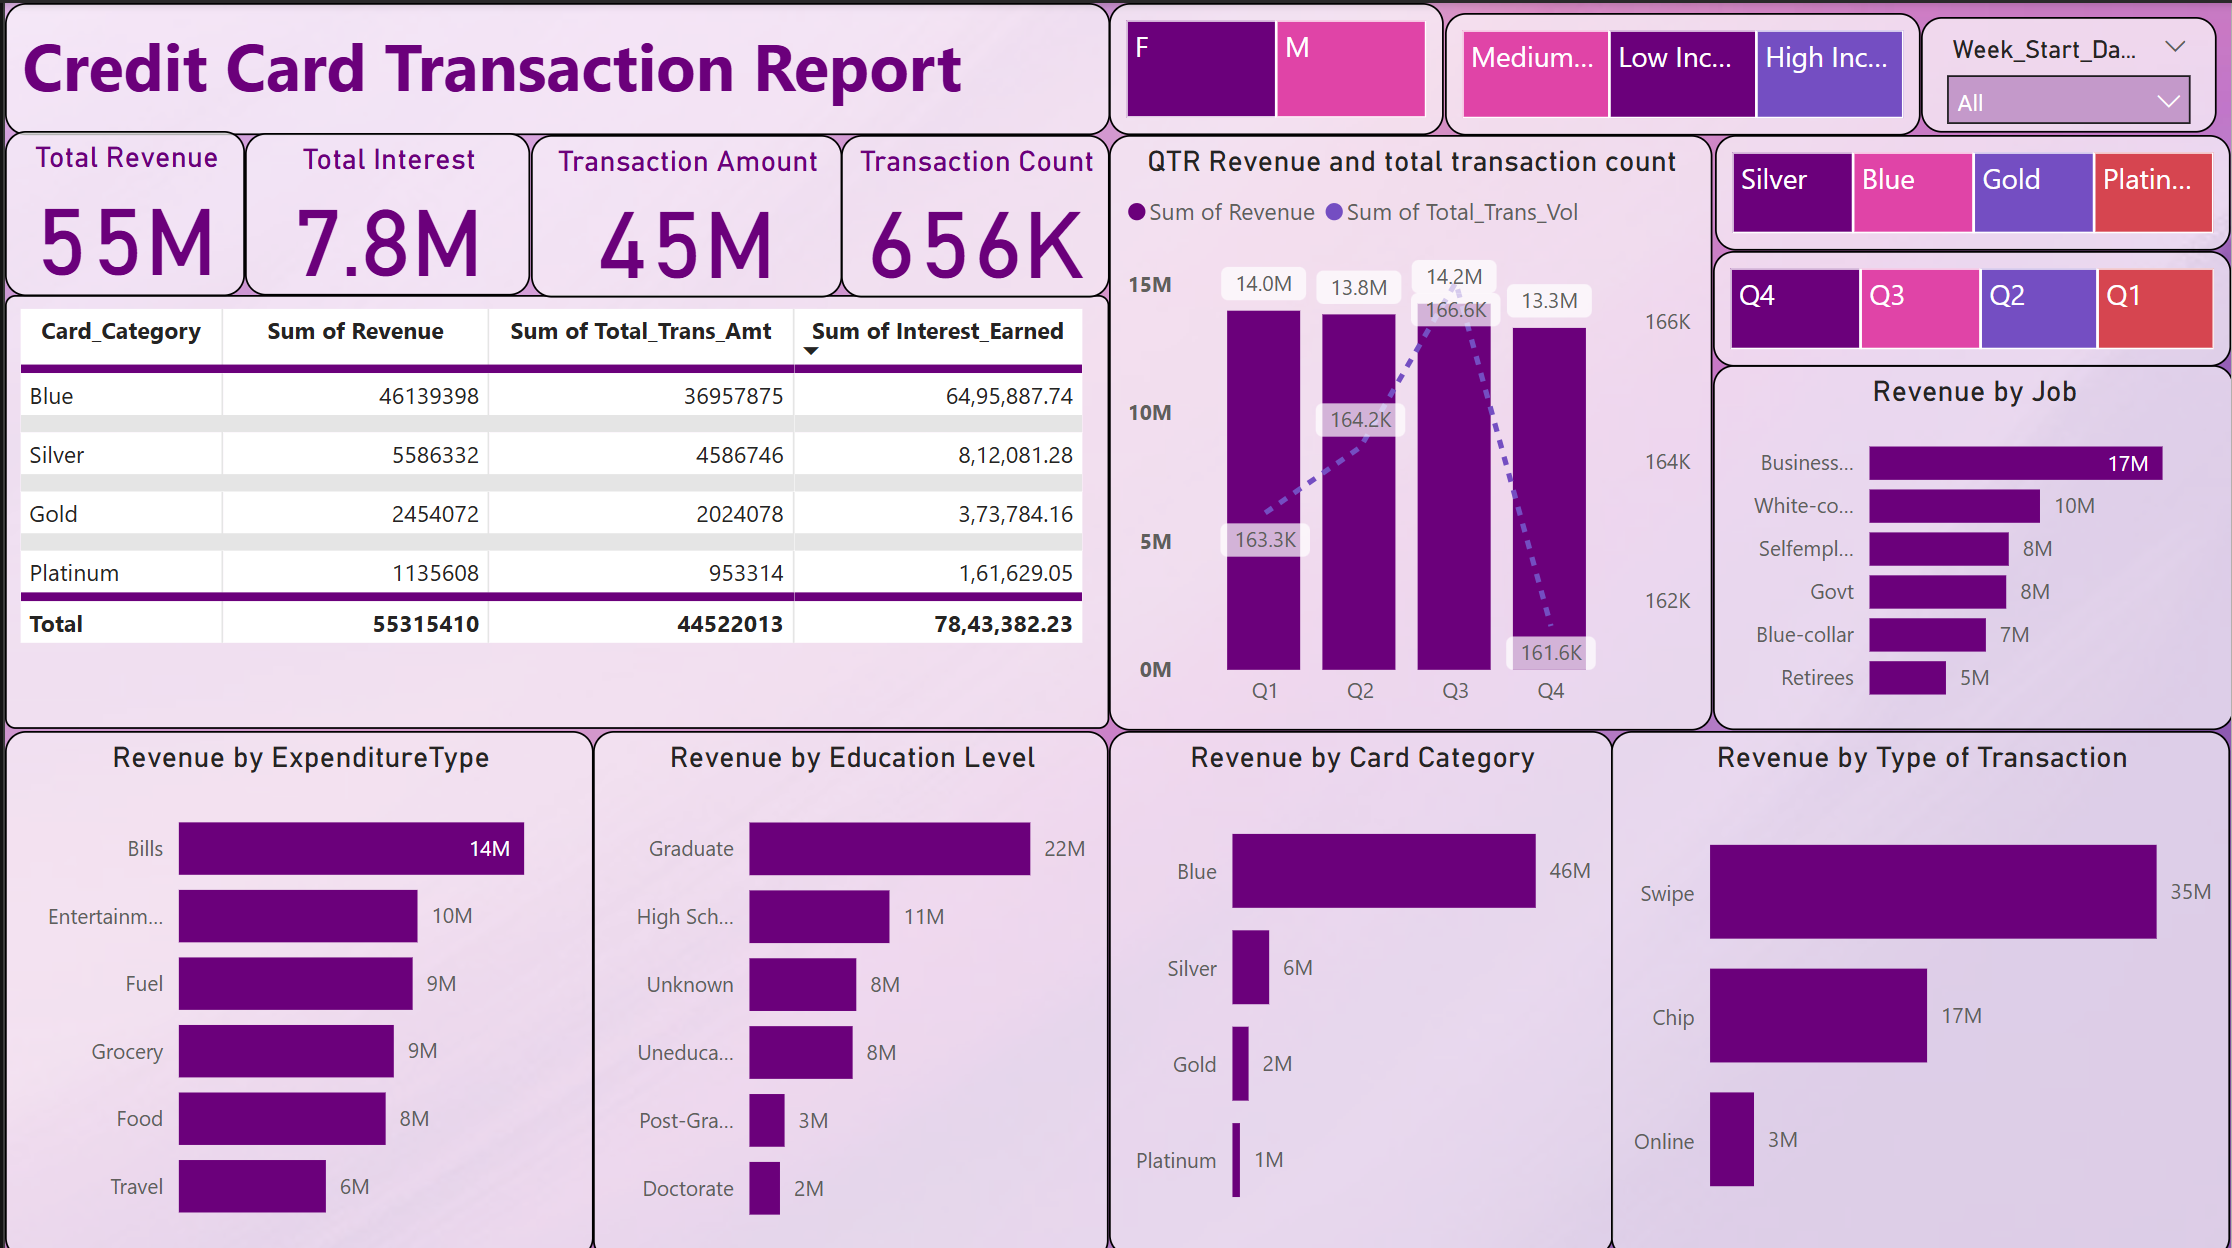 Credit Card Transaction Report
F
M
Medium...
Low Inc...
High Inc...
Week_Start_Da...
All
Total Revenue
55M
Total Interest
7.8M
Transaction Amount
45M
Transaction Count
656K
QTR Revenue and total transaction count
Sum of Revenue
Sum of Total_Trans_Vol
15M
10M
5M
0M
14.0M
13.8M
14.2M
13.3M
163.3K
164.2K
166.6K
161.6K
166K
164K
162K
Q1
Q2
Q3
Q4
Silver
Blue
Gold
Platin...
Q4
Q3
Q2
Q1
Card_Category Sum of Revenue Sum of Total_Trans_Amt Sum of Interest_Earned
Blue 46139398 36957875 64,95,887.74
Silver 5586332 4586746 8,12,081.28
Gold 2454072 2024078 3,73,784.16
Platinum 1135608 953314 1,61,629.05
Total 55315410 44522013 78,43,382.23
Revenue by Job
Business... 17M
White-co... 10M
Selfempl... 8M
Govt 8M
Blue-collar 7M
Retirees 5M
Revenue by ExpenditureType
Bills 14M
Entertainm... 10M
Fuel 9M
Grocery 9M
Food 8M
Travel 6M
Revenue by Education Level
Graduate 22M
High Sch... 11M
Unknown 8M
Uneduca... 8M
Post-Gra... 3M
Doctorate 2M
Revenue by Card Category
Blue 46M
Silver 6M
Gold 2M
Platinum 1M
Revenue by Type of Transaction
Swipe 35M
Chip 17M
Online 3M